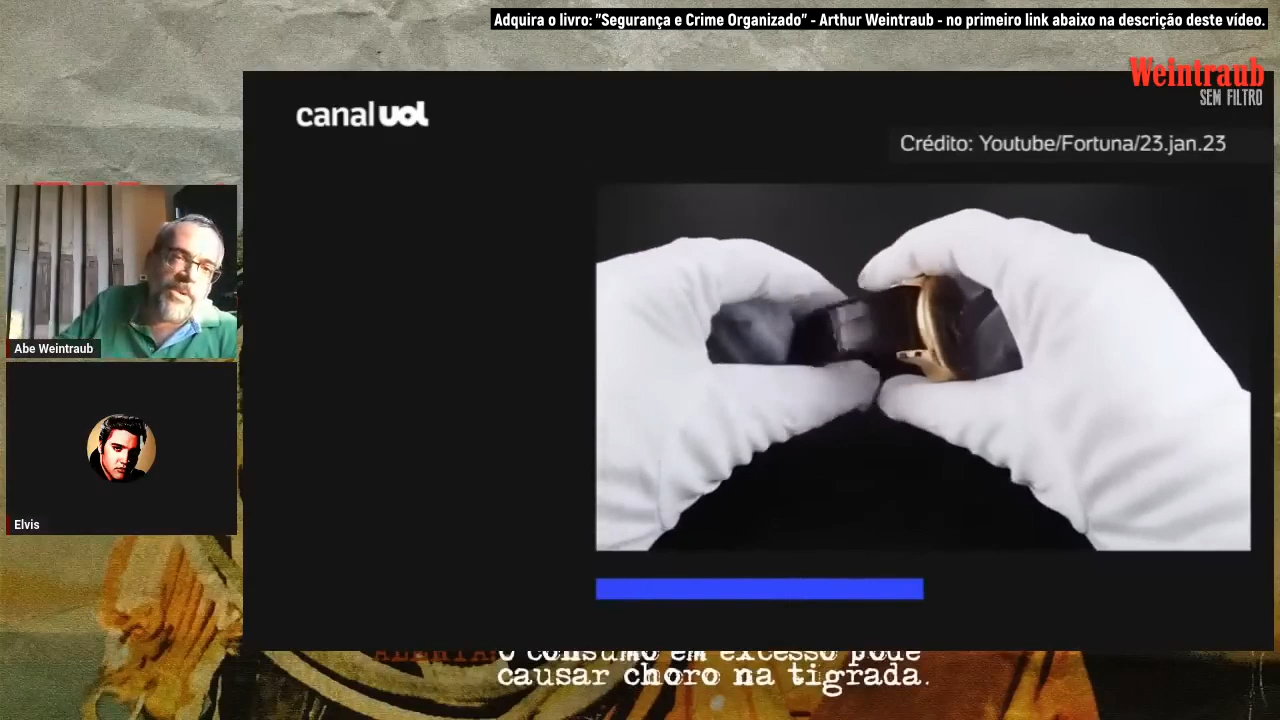 Adquira o livro: "Segurança e Crime Organizado" - Arthur Weintraub - no primeiro link abaixo na descrição deste vídeo.
Weintraub
SEM FILTRO
canal uol
Crédito: Youtube/Fortuna/23.jan.23
Abe Weintraub
Elvis
ALERTA: O consumo em excesso pode
causar choro na tigrada.